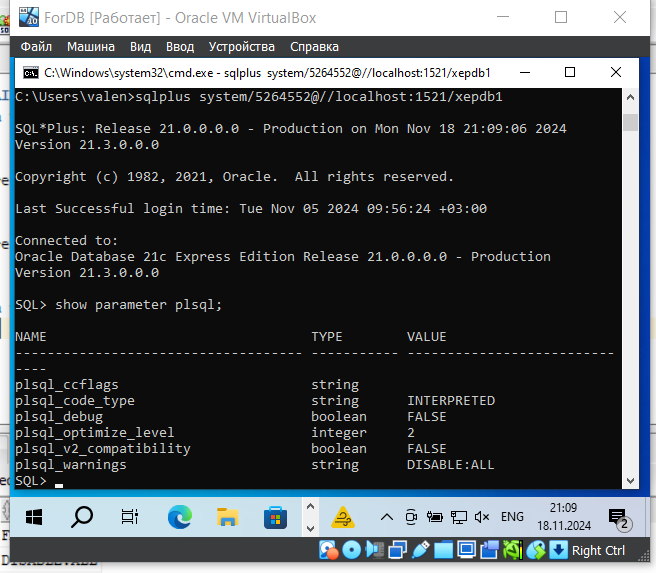 ForDB [Работает] - Oracle VM VirtualBox
Файл Машина Вид Ввод Устройства Справка
C:\Windows\system32\cmd.exe - sqlplus system/5264552@//localhost:1521/xepdb1
C:\Users\valen>sqlplus system/5264552@//localhost:1521/xepdb1
SQL*Plus: Release 21.0.0.0.0 - Production on Mon Nov 18 21:09:06 2024
Version 21.3.0.0.0
Copyright (c) 1982, 2021, Oracle.  All rights reserved.
Last Successful login time: Tue Nov 05 2024 09:56:24 +03:00
Connected to:
Oracle Database 21c Express Edition Release 21.0.0.0.0 - Production
Version 21.3.0.0.0
SQL> show parameter plsql;
NAME                                 TYPE        VALUE
------------------------------------ ----------- --------------------------
----
plsql_ccflags                        string
plsql_code_type                      string      INTERPRETED
plsql_debug                          boolean     FALSE
plsql_optimize_level                 integer     2
plsql_v2_compatibility               boolean     FALSE
plsql_warnings                       string      DISABLE:ALL
SQL>
ENG
21:09
18.11.2024
2
Right Ctrl